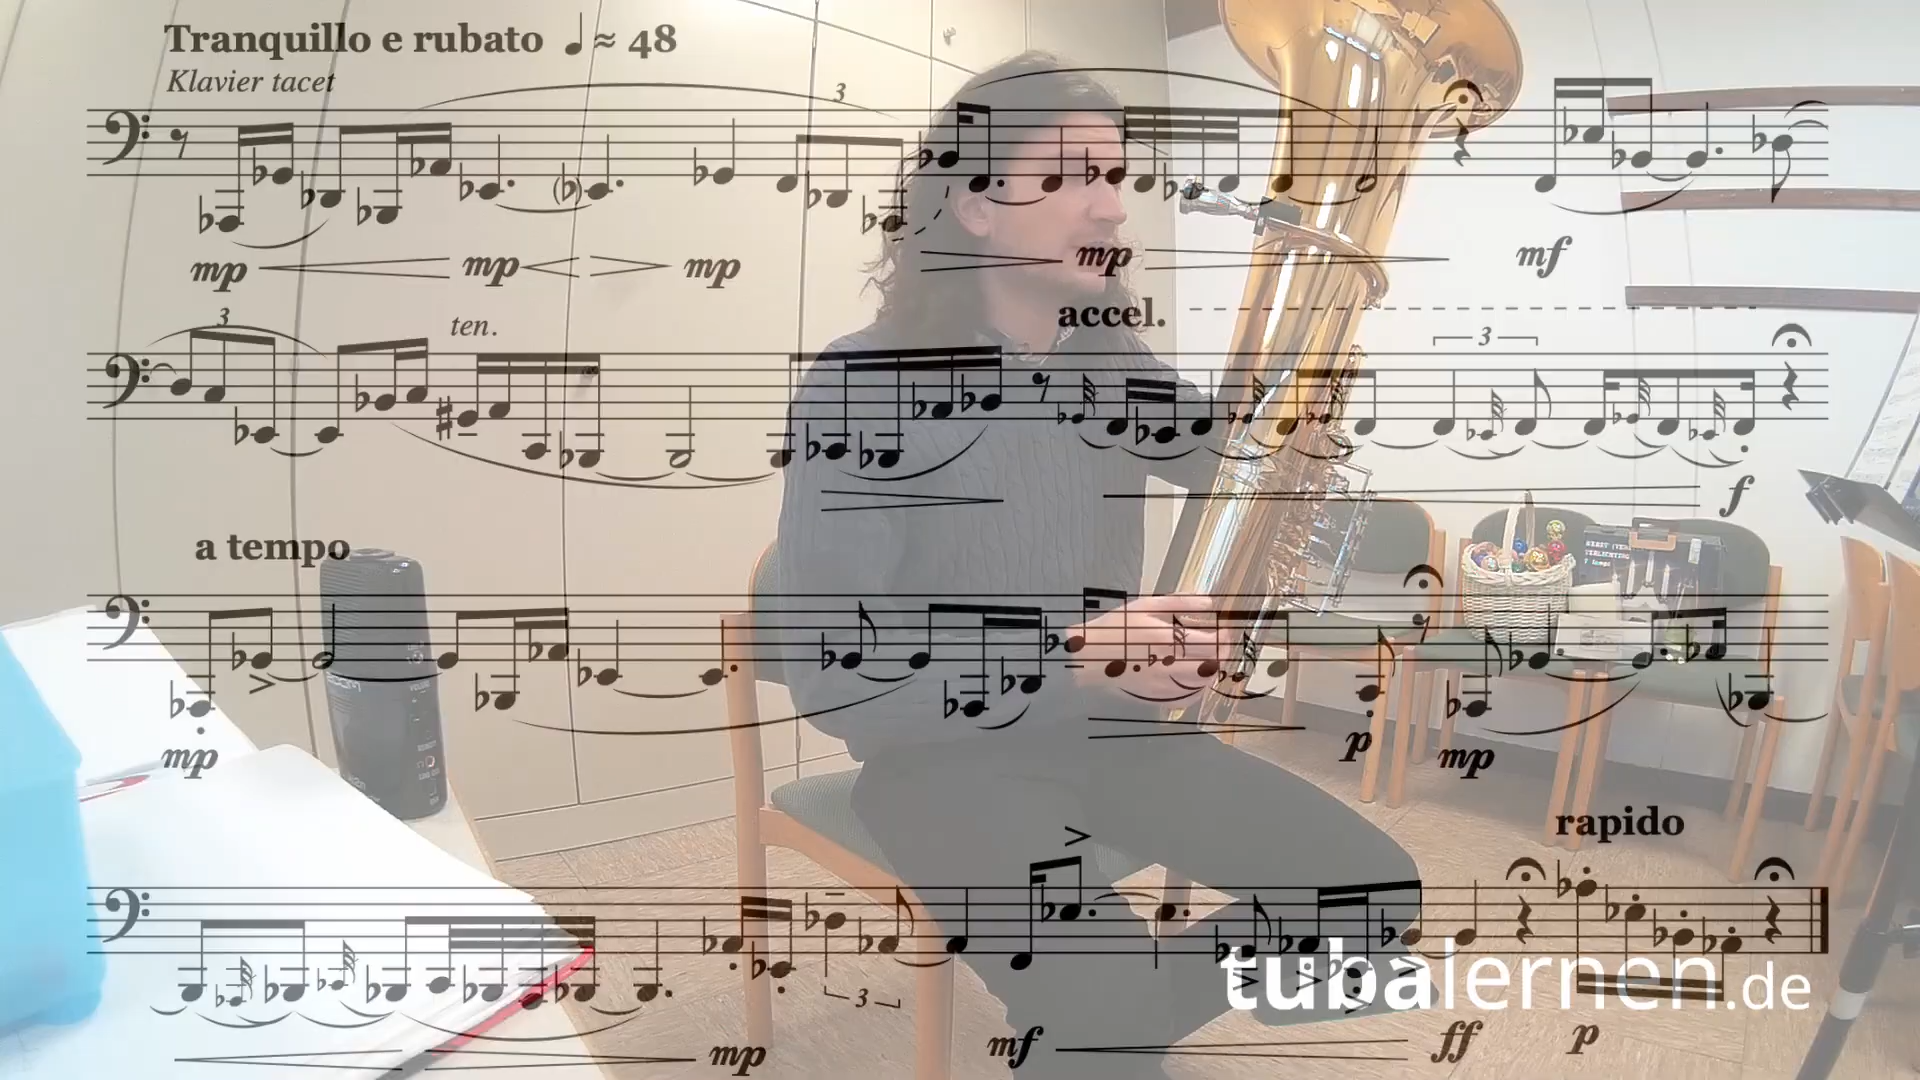 Tranquillo e rubato ♩ ≈ 48
Klavier tacet
3
mp mp mp mp mf
accel.
3 ten. 3
f
a tempo
mp p mp
rapido
3
tubalernen.de
mp mf ff p